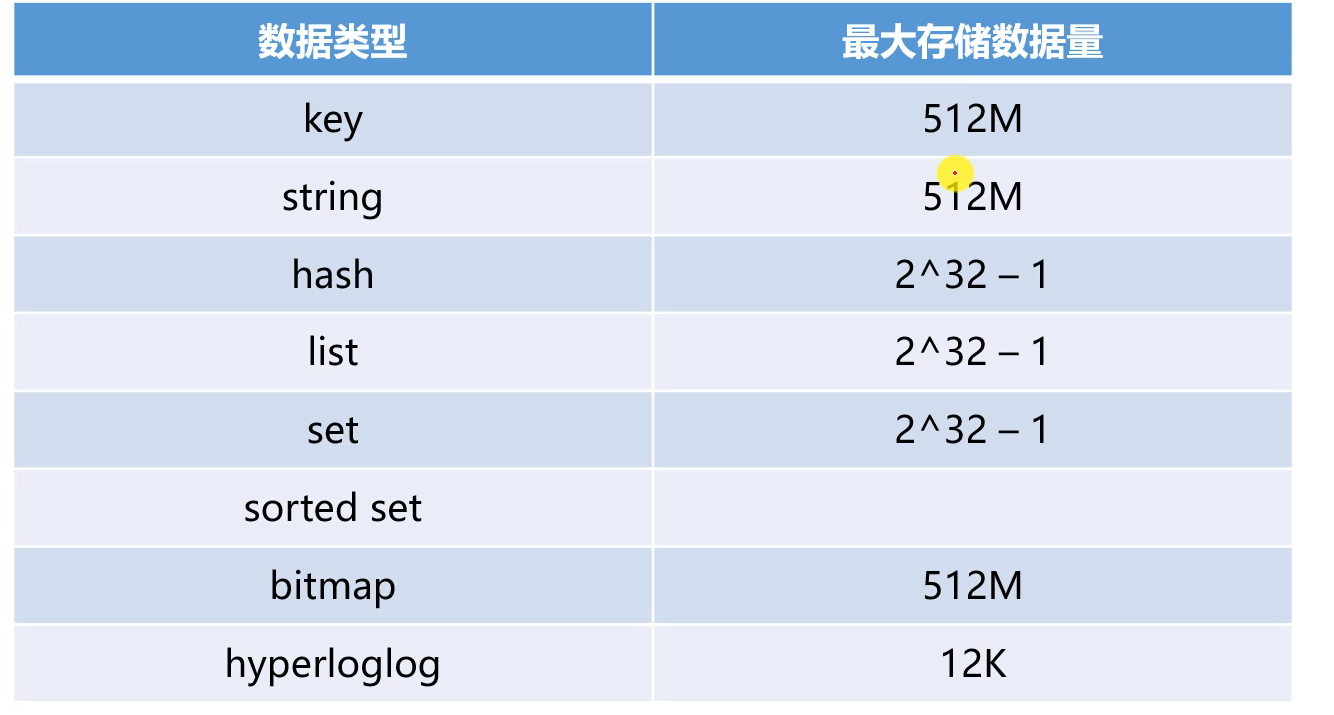 数据类型 最大存储数据量
key 512M
string 512M
hash 2^32 – 1
list 2^32 – 1
set 2^32 – 1
sorted set
bitmap 512M
hyperloglog 12K